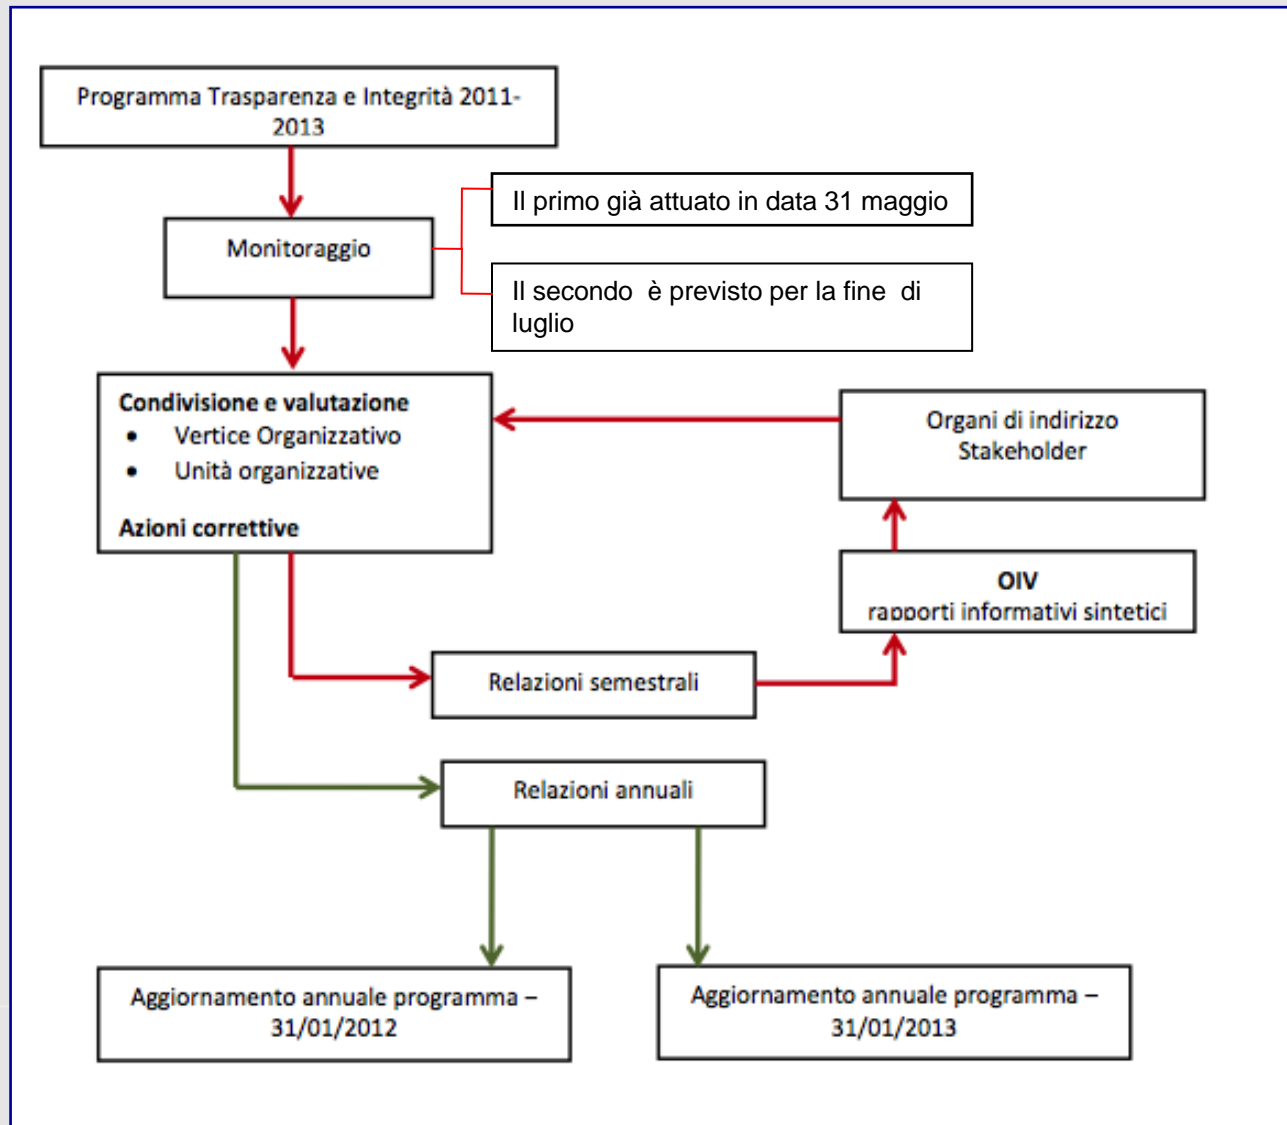 Programma Trasparenza e Integrità 2011-
2013
Monitoraggio
Il primo già attuato in data 31 maggio
Il secondo è previsto per la fine di
luglio
Condivisione e valutazione
• Vertice Organizzativo
• Unità organizzative
Azioni correttive
Organi di indirizzo
Stakeholder
OIV
rapporti informativi sintetici
Relazioni semestrali
Relazioni annuali
Aggiornamento annuale programma –
31/01/2012
Aggiornamento annuale programma –
31/01/2013